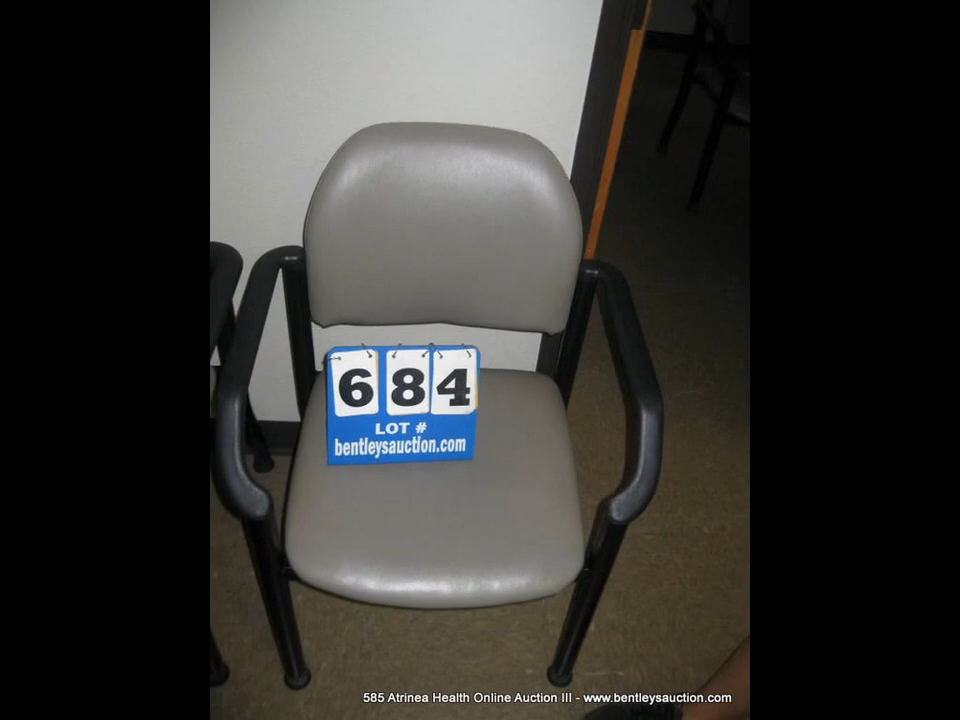 684
LOT #
bentleysauction.com
585 Atrinea Health Online Auction III - www.bentleysauction.com